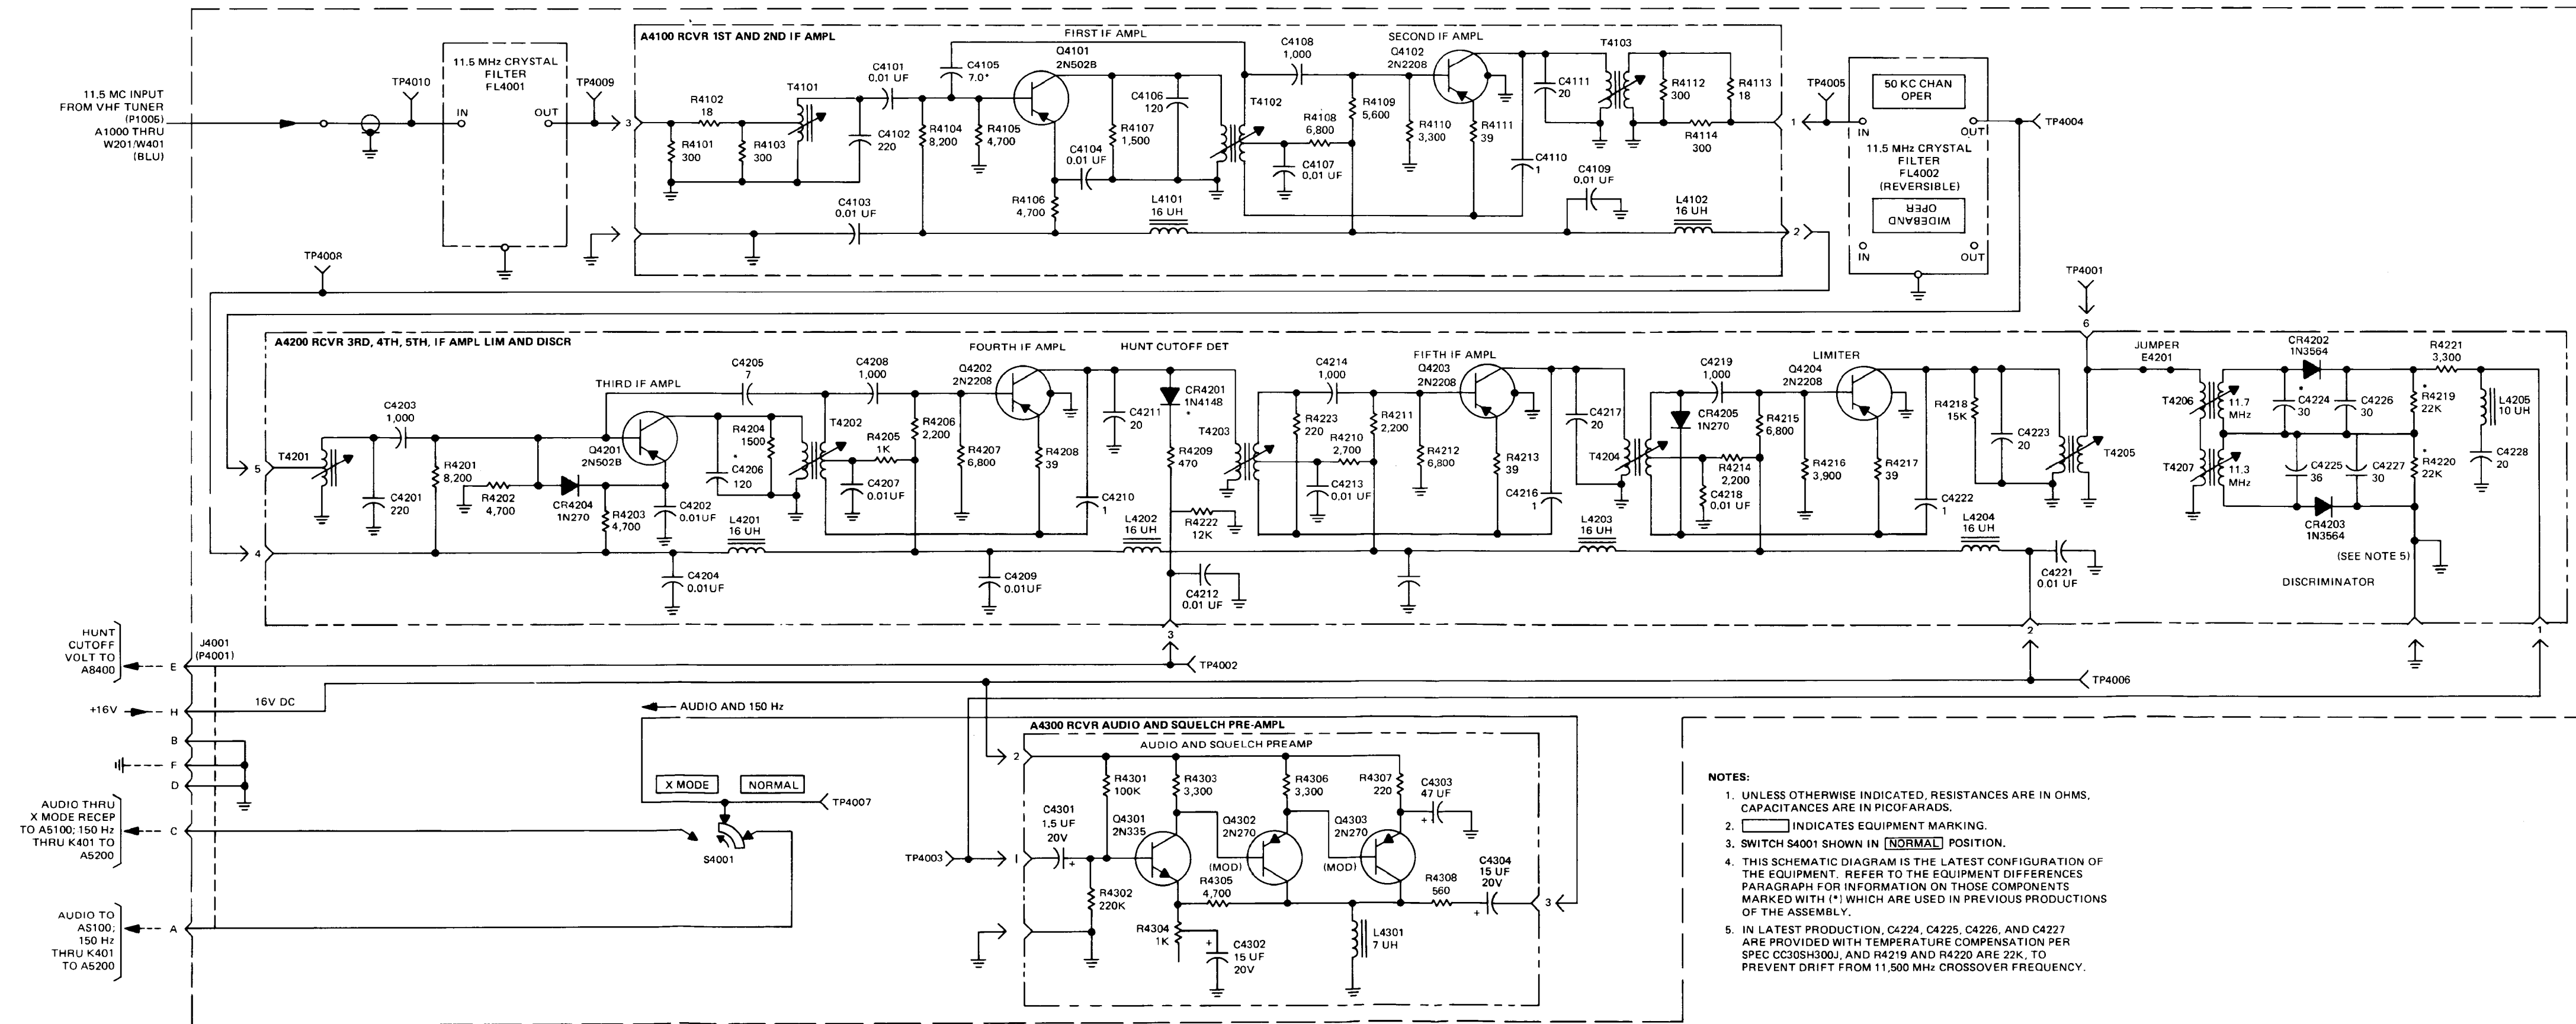 A4100 RCVR 1ST AND 2ND IF AMPL
FIRST IF AMPL
SECOND IF AMPL
11.5 MC INPUT
FROM VHF TUNER
(P1005)
A1000 THRU
W201/W401
(BLU)
TP4010
11.5 MHz CRYSTAL
FILTER
FL4001
IN
OUT
TP4009
3
R4101
300
R4102
18
R4103
300
T4101
C4101
0.01 UF
C4102
220
C4103
0.01 UF
R4104
8,200
C4105
7.0*
R4105
4,700
Q4101
2N502B
R4106
4,700
C4104
0.01 UF
R4107
1,500
C4106
120
L4101
16 UH
T4102
C4108
1,000
R4108
6,800
C4107
0.01 UF
R4109
5,600
R4110
3,300
Q4102
2N2208
R4111
39
C4110
1
C4111
20
C4109
0.01 UF
T4103
R4112
300
R4113
18
R4114
300
L4102
16 UH
1
2
TP4005
50 KC CHAN
OPER
IN
OUT
11.5 MHz CRYSTAL
FILTER
FL4002
(REVERSIBLE)
WIDEBAND
OPER
IN
OUT
TP4004
TP4008
TP4001
6
A4200 RCVR 3RD, 4TH, 5TH, IF AMPL LIM AND DISCR
THIRD IF AMPL
FOURTH IF AMPL
HUNT CUTOFF DET
FIFTH IF AMPL
LIMITER
5
4
T4201
C4201
220
C4203
1,000
R4201
8,200
R4202
4,700
CR4204
1N270
Q4201
2N502B
R4203
4,700
C4202
0.01UF
C4204
0.01UF
C4205
7
R4204
1500
*
C4206
120
L4201
16 UH
T4202
C4208
1,000
R4205
1K
C4207
0.01UF
R4206
2,200
R4207
6,800
Q4202
2N2208
R4208
39
C4209
0.01UF
C4210
1
C4211
20
CR4201
1N4148
*
R4209
470
L4202
16 UH
R4222
12K
C4212
0.01 UF
T4203
R4223
220
C4214
1,000
R4210
2,700
C4213
0.01 UF
R4211
2,200
R4212
6,800
Q4203
2N2208
R4213
39
C4216
1
C4217
20
L4203
16 UH
T4204
CR4205
1N270
C4219
1,000
R4214
2,200
C4218
0.01 UF
R4215
6,800
R4216
3,900
Q4204
2N2208
R4217
39
C4222
1
R4218
15K
C4223
20
L4204
16 UH
T4205
C4221
0.01 UF
JUMPER
E4201
T4206
11.7
MHz
T4207
11.3
MHz
CR4202
1N3564
*
C4224
30
C4226
30
C4225
36
C4227
30
CR4203
1N3564
R4221
3,300
*
R4219
22K
*
R4220
22K
L4205
10 UH
C4228
20
(SEE NOTE 5)
DISCRIMINATOR
3
2
1
HUNT
CUTOFF
VOLT TO
A8400
J4001
(P4001)
E
TP4002
TP4006
+16V
H
16V DC
B
F
D
AUDIO THRU
X MODE RECEP
TO A5100; 150 Hz
THRU K401 TO
A5200
C
AUDIO TO
AS100;
150 Hz
THRU K401
TO A5200
A
AUDIO AND 150 Hz
X MODE
NORMAL
TP4007
S4001
TP4003
A4300 RCVR AUDIO AND SQUELCH PRE-AMPL
AUDIO AND SQUELCH PREAMP
2
1
3
C4301
1.5 UF
20V
+
R4301
100K
R4302
220K
Q4301
2N335
R4303
3,300
R4304
1K
+
C4302
15 UF
20V
R4305
4,700
Q4302
2N270
(MOD)
R4306
3,300
Q4303
2N270
(MOD)
R4307
220
C4303
47 UF
+
L4301
7 UH
R4308
560
C4304
15 UF
20V
+
NOTES:
1. UNLESS OTHERWISE INDICATED, RESISTANCES ARE IN OHMS,
CAPACITANCES ARE IN PICOFARADS.
2. INDICATES EQUIPMENT MARKING.
3. SWITCH S4001 SHOWN IN NORMAL POSITION.
4. THIS SCHEMATIC DIAGRAM IS THE LATEST CONFIGURATION OF
THE EQUIPMENT. REFER TO THE EQUIPMENT DIFFERENCES
PARAGRAPH FOR INFORMATION ON THOSE COMPONENTS
MARKED WITH (*) WHICH ARE USED IN PREVIOUS PRODUCTIONS
OF THE ASSEMBLY.
5. IN LATEST PRODUCTION, C4224, C4225, C4226, AND C4227
ARE PROVIDED WITH TEMPERATURE COMPENSATION PER
SPEC CC30SH300J, AND R4219 AND R4220 ARE 22K, TO
PREVENT DRIFT FROM 11,500 MHz CROSSOVER FREQUENCY.